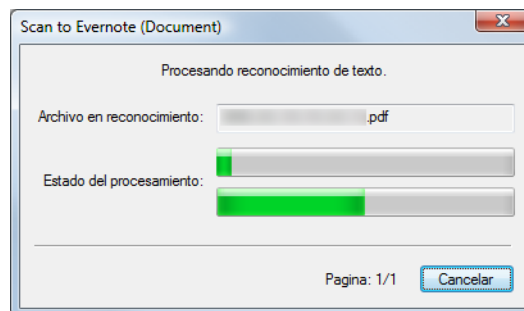 Scan to Evernote (Document)
Procesando reconocimiento de texto.
Archivo en reconocimiento: .pdf
Estado del procesamiento:
Pagina: 1/1 Cancelar